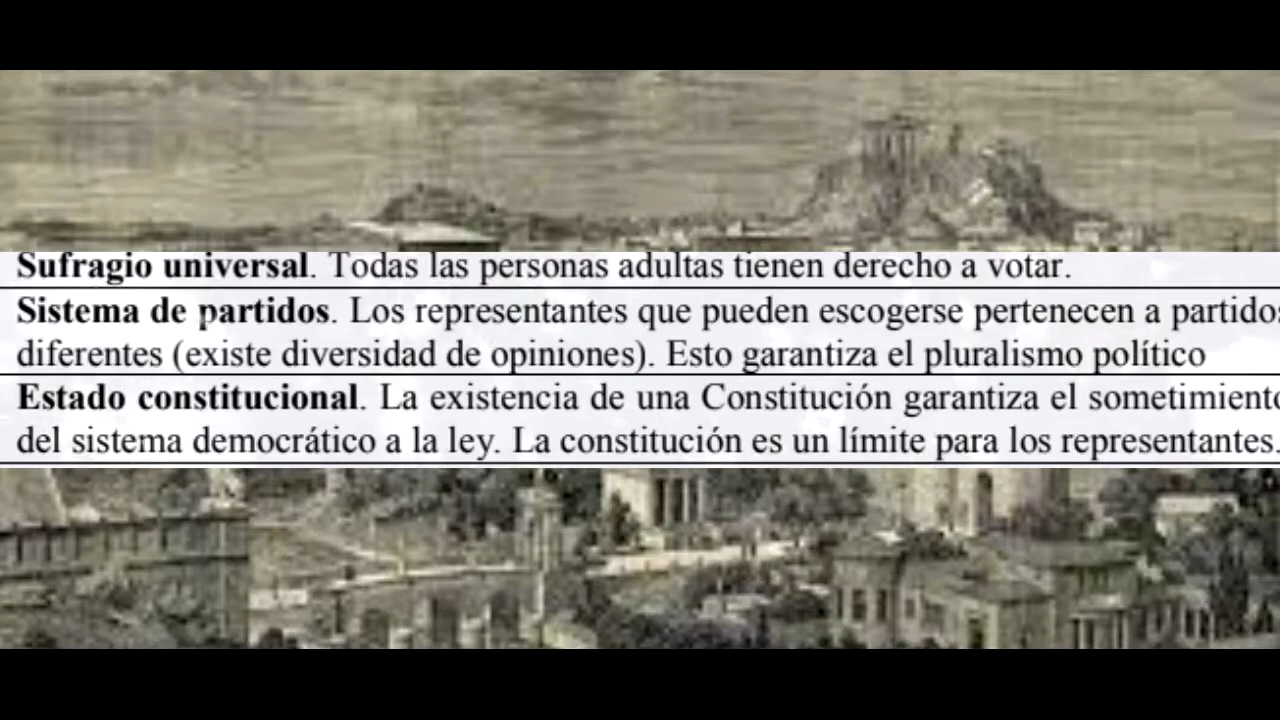 Sufragio universal. Todas las personas adultas tienen derecho a votar.
Sistema de partidos. Los representantes que pueden escogerse pertenecen a partidos
diferentes (existe diversidad de opiniones). Esto garantiza el pluralismo político
Estado constitucional. La existencia de una Constitución garantiza el sometimiento
del sistema democrático a la ley. La constitución es un límite para los representantes.